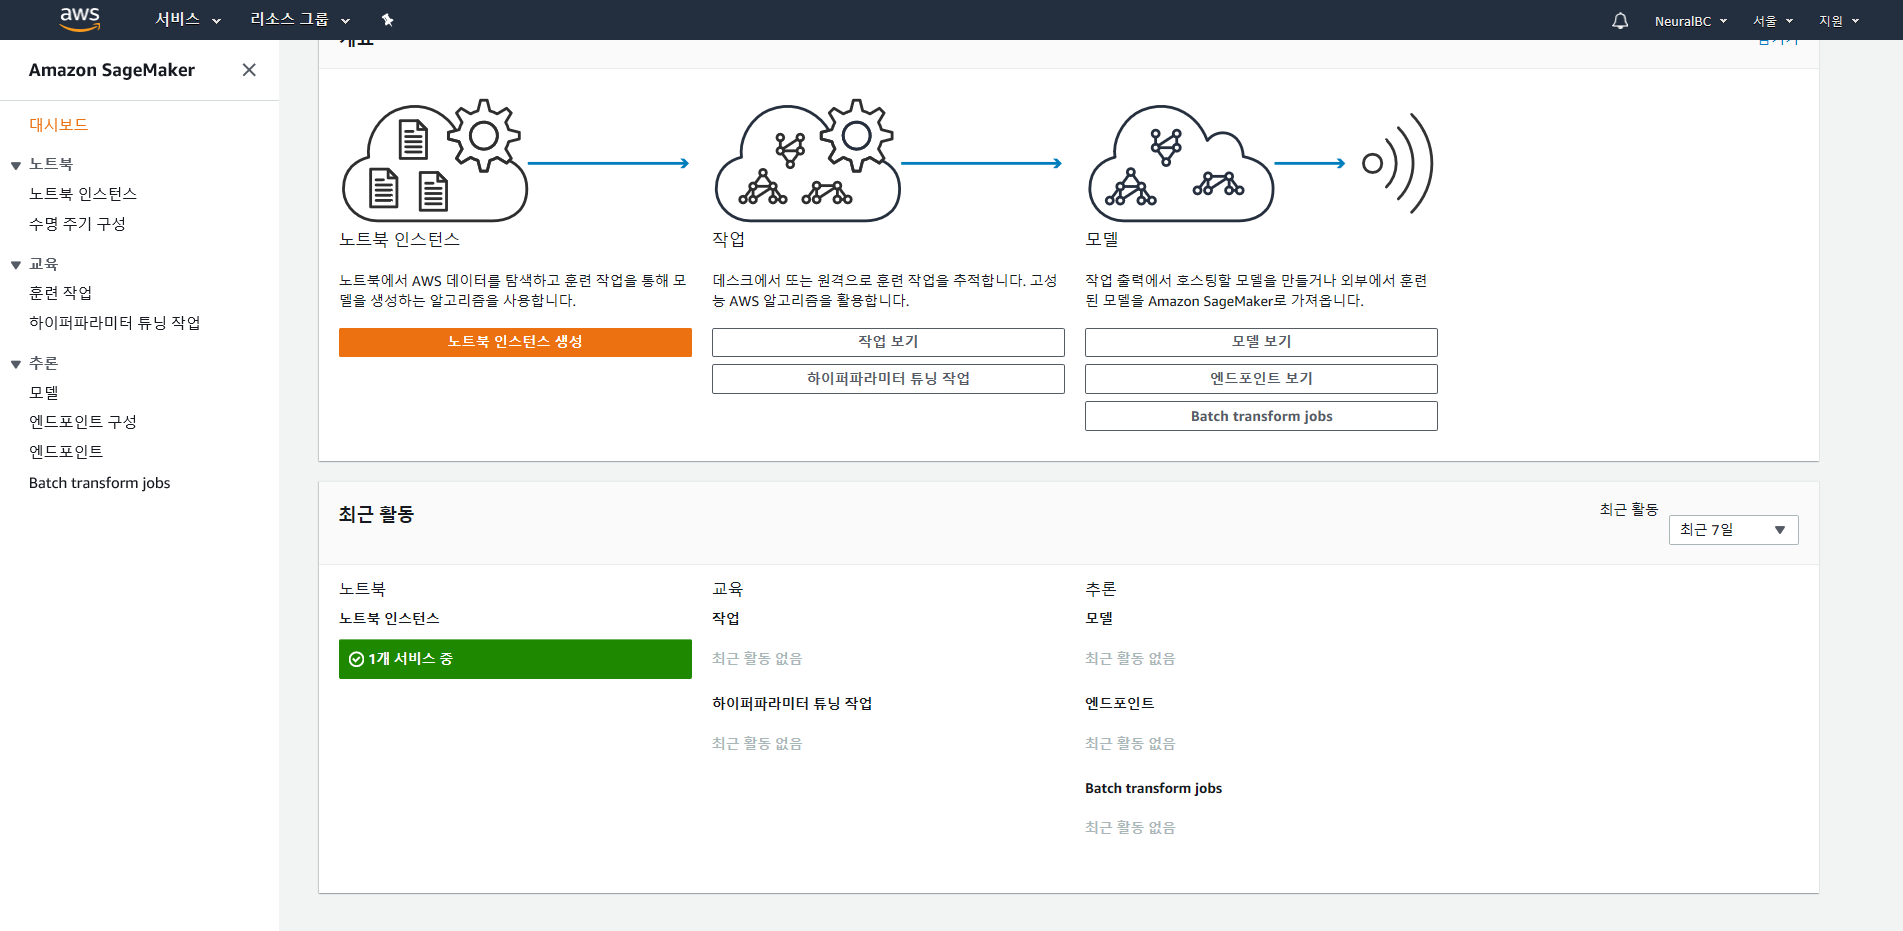 aws 서비스 리소스 그룹 NeuralBC 서울 지원
Amazon SageMaker
대시보드
노트북
노트북 인스턴스
수명 주기 구성
교육
훈련 작업
하이퍼파라미터 튜닝 작업
추론
모델
엔드포인트 구성
엔드포인트
Batch transform jobs
노트북 인스턴스
노트북에서 AWS 데이터를 탐색하고 훈련 작업을 통해 모
델을 생성하는 알고리즘을 사용합니다.
노트북 인스턴스 생성
작업
데스크에서 또는 원격으로 훈련 작업을 추적합니다. 고성
능 AWS 알고리즘을 활용합니다.
작업 보기
하이퍼파라미터 튜닝 작업
모델
작업 출력에서 호스팅할 모델을 만들거나 외부에서 훈련
된 모델을 Amazon SageMaker로 가져옵니다.
모델 보기
엔드포인트 보기
Batch transform jobs
최근 활동
최근 활동
최근 7일
노트북
노트북 인스턴스
1개 서비스 중
교육
작업
최근 활동 없음
하이퍼파라미터 튜닝 작업
최근 활동 없음
추론
모델
최근 활동 없음
엔드포인트
최근 활동 없음
Batch transform jobs
최근 활동 없음